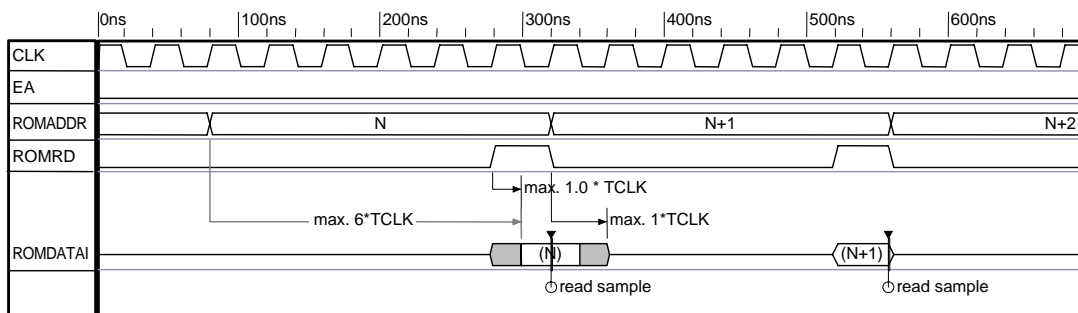 0ns 100ns 200ns 300ns 400ns 500ns 600ns
CLK
EA
ROMADDR N N+1 N+2
ROMRD
max. 1.0 * TCLK
max. 6*TCLK max. 1*TCLK
ROMDATAI (N) (N+1)
read sample read sample